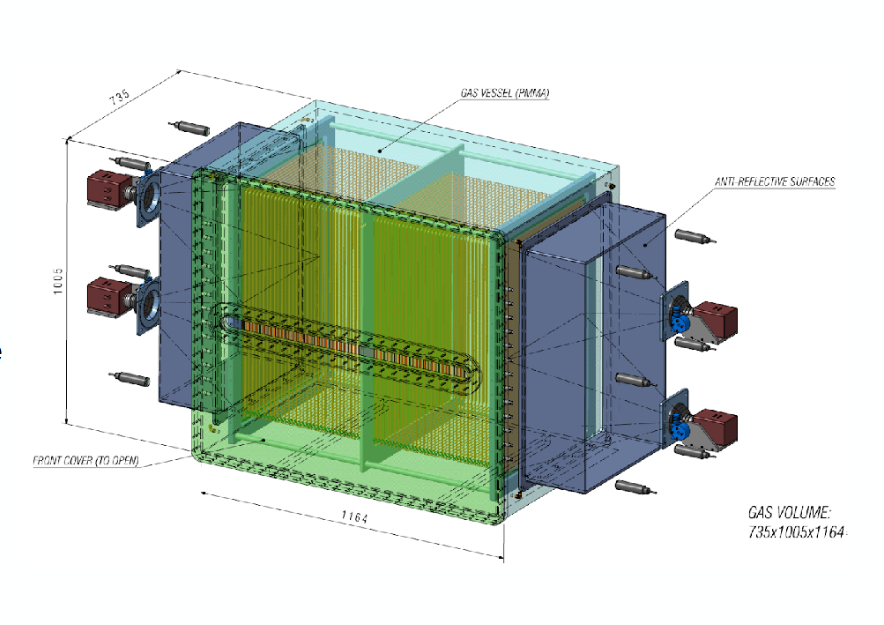 735
GAS VESSEL (PMMA)
ANTI-REFLECTIVE SURFACES
1005
e
FRONT COVER (TO OPEN)
1164
GAS VOLUME:
735x1005x1164